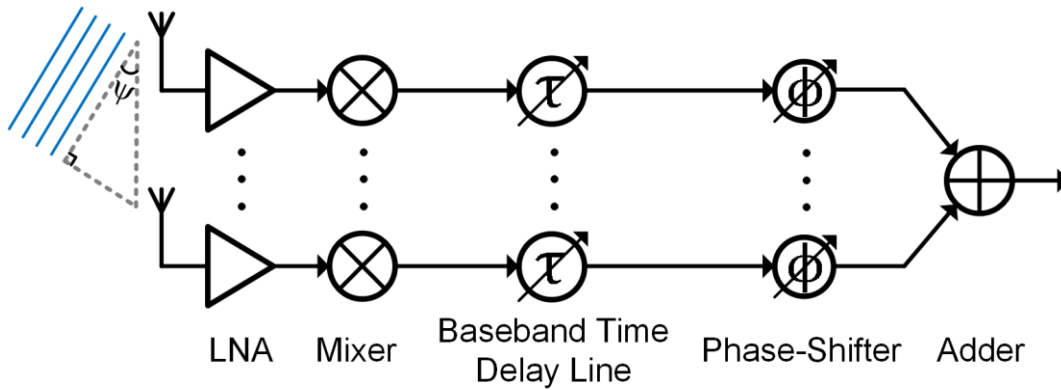 ψ
τ
ϕ
τ
ϕ
LNA
Mixer
Baseband Time
Delay Line
Phase-Shifter
Adder